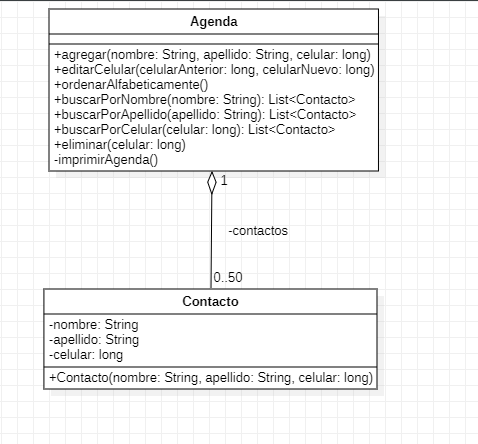 Agenda
+agregar(nombre: String, apellido: String, celular: long)
+editarCelular(celularAnterior: long, celularNuevo: long)
+ordenarAlfabeticamente()
+buscarPorNombre(nombre: String): List<Contacto>
+buscarPorApellido(apellido: String): List<Contacto>
+buscarPorCelular(celular: long): List<Contacto>
+eliminar(celular: long)
-imprimirAgenda()
1
-contactos
0..50
Contacto
-nombre: String
-apellido: String
-celular: long
+Contacto(nombre: String, apellido: String, celular: long)